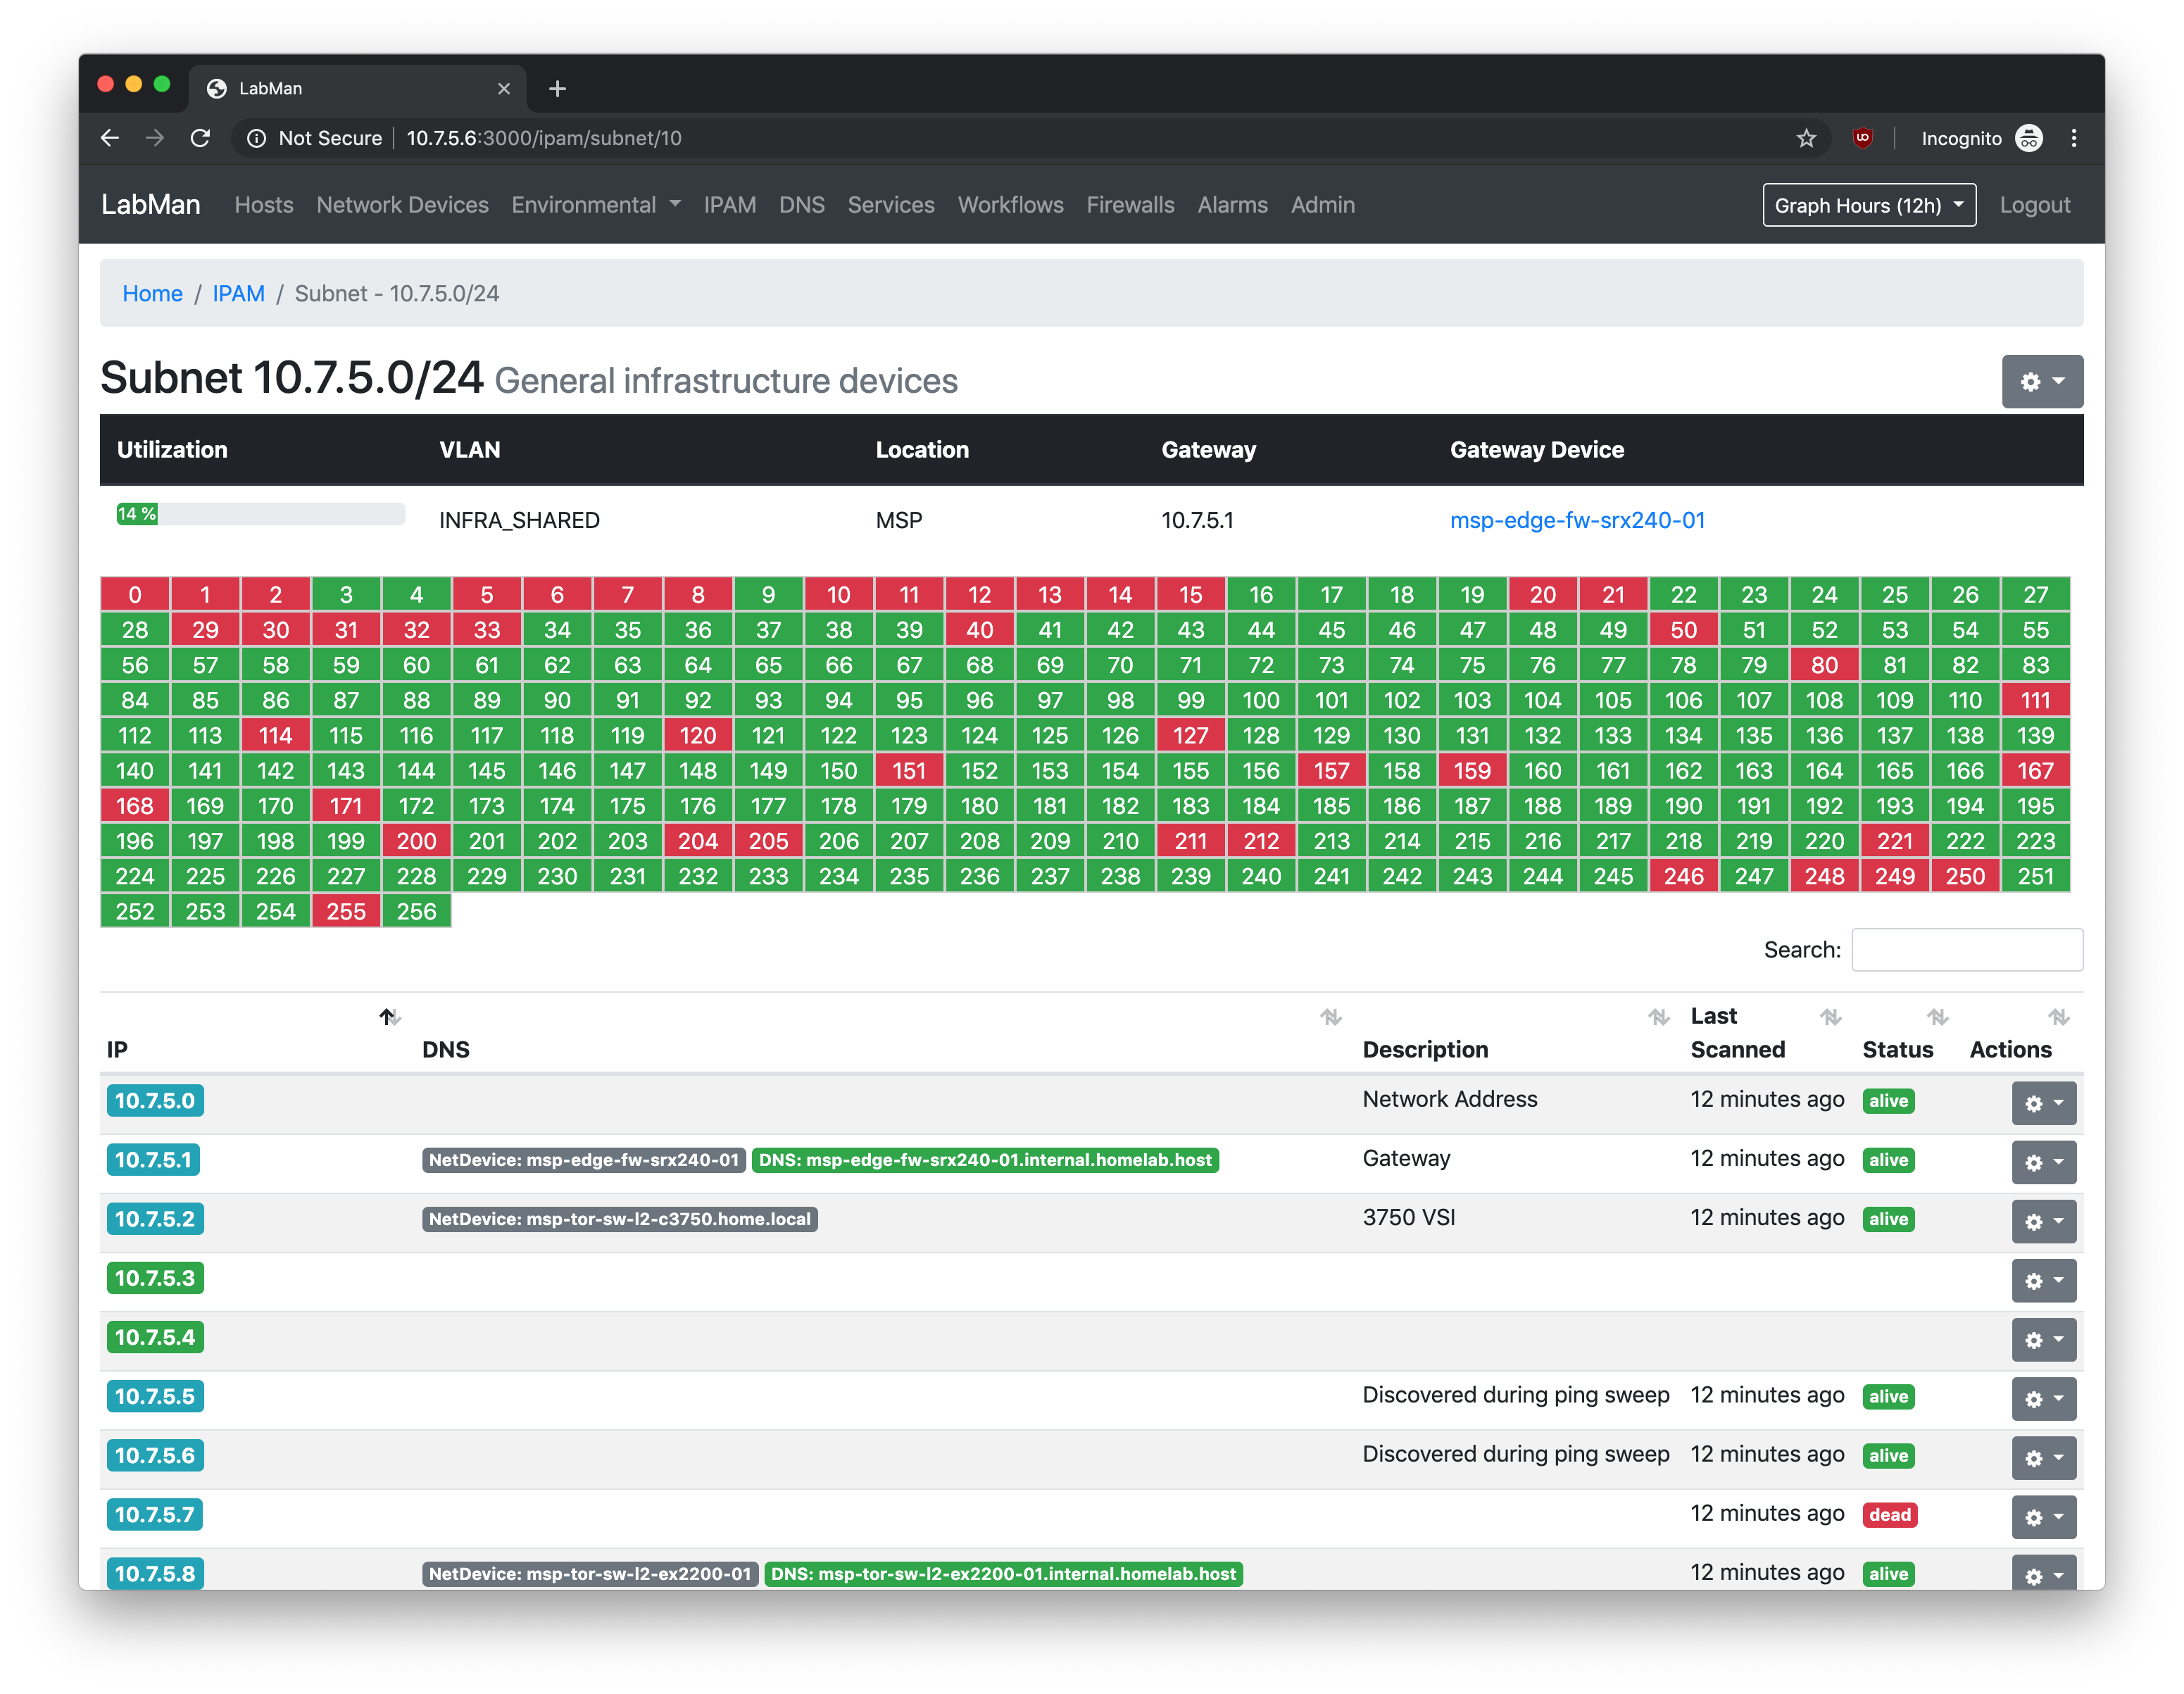 LabMan
Not Secure 10.7.5.6:3000/ipam/subnet/10 Incognito
LabMan Hosts Network Devices Environmental IPAM DNS Services Workflows Firewalls Alarms Admin Graph Hours (12h) Logout
Home / IPAM / Subnet - 10.7.5.0/24
Subnet 10.7.5.0/24 General infrastructure devices
Utilization VLAN Location Gateway Gateway Device
14 % INFRA_SHARED MSP 10.7.5.1 msp-edge-fw-srx240-01
0 1 2 3 4 5 6 7 8 9 10 11 12 13 14 15 16 17 18 19 20 21 22 23 24 25 26 27
28 29 30 31 32 33 34 35 36 37 38 39 40 41 42 43 44 45 46 47 48 49 50 51 52 53 54 55
56 57 58 59 60 61 62 63 64 65 66 67 68 69 70 71 72 73 74 75 76 77 78 79 80 81 82 83
84 85 86 87 88 89 90 91 92 93 94 95 96 97 98 99 100 101 102 103 104 105 106 107 108 109 110 111
112 113 114 115 116 117 118 119 120 121 122 123 124 125 126 127 128 129 130 131 132 133 134 135 136 137 138 139
140 141 142 143 144 145 146 147 148 149 150 151 152 153 154 155 156 157 158 159 160 161 162 163 164 165 166 167
168 169 170 171 172 173 174 175 176 177 178 179 180 181 182 183 184 185 186 187 188 189 190 191 192 193 194 195
196 197 198 199 200 201 202 203 204 205 206 207 208 209 210 211 212 213 214 215 216 217 218 219 220 221 222 223
224 225 226 227 228 229 230 231 232 233 234 235 236 237 238 239 240 241 242 243 244 245 246 247 248 249 250 251
252 253 254 255 256
Search:
IP DNS Description Last Scanned Status Actions
10.7.5.0 Network Address 12 minutes ago alive
10.7.5.1 NetDevice: msp-edge-fw-srx240-01 DNS: msp-edge-fw-srx240-01.internal.homelab.host Gateway 12 minutes ago alive
10.7.5.2 NetDevice: msp-tor-sw-l2-c3750.home.local 3750 VSI 12 minutes ago alive
10.7.5.3
10.7.5.4
10.7.5.5 Discovered during ping sweep 12 minutes ago alive
10.7.5.6 Discovered during ping sweep 12 minutes ago alive
10.7.5.7 12 minutes ago dead
10.7.5.8 NetDevice: msp-tor-sw-l2-ex2200-01 DNS: msp-tor-sw-l2-ex2200-01.internal.homelab.host 12 minutes ago alive